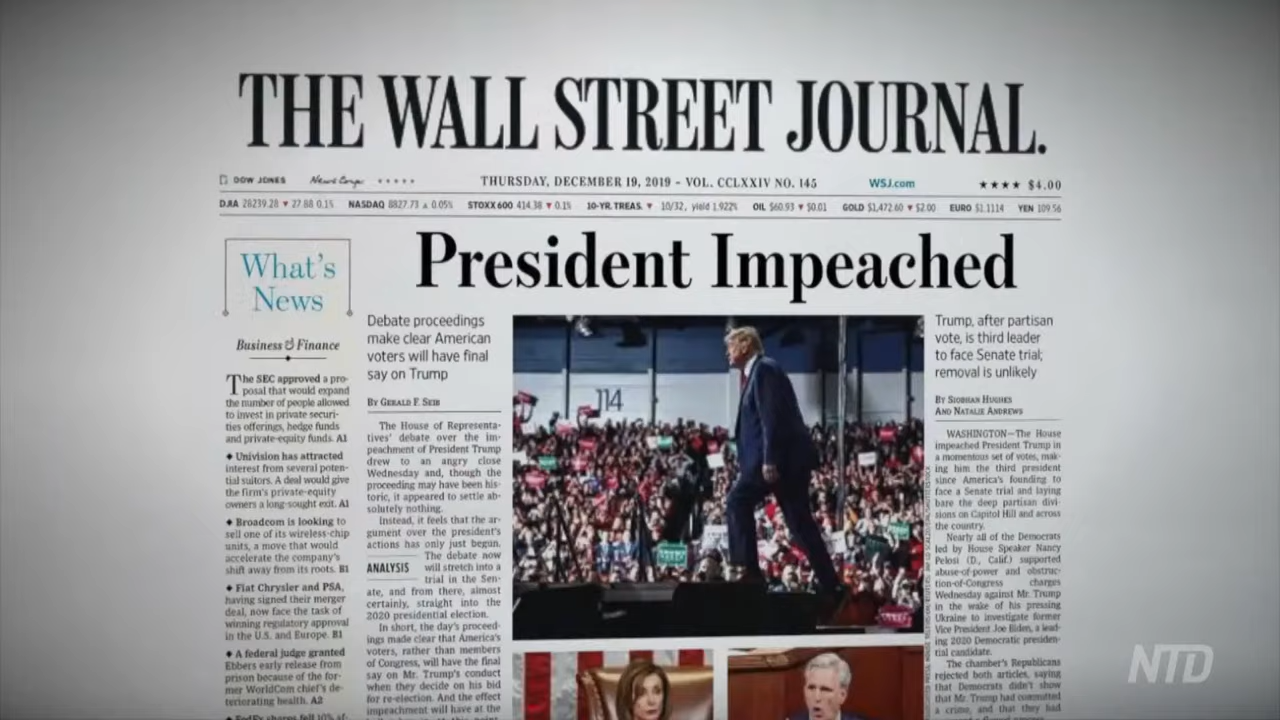 THE WALL STREET JOURNAL.
DOW JONES
News Corp
THURSDAY, DECEMBER 19, 2019 ~ VOL. CCLXXIV NO. 145
WSJ.com
★★★★ $4.00
DJIA 28239.28 ▼ 27.88 0.1%
NASDAQ 8827.73 ▲ 0.05%
STOXX 600 414.38 ▼ 0.1%
10-YR. TREAS. ▼ 10/32, yield 1.922%
OIL $60.93 ▼ $0.01
GOLD $1,472.60 ▼ $2.00
EURO $1.1114
YEN 109.56
What's
News
Business & Finance
The SEC approved a pro-
posal that would expand
the number of people allowed
to invest in private securi-
ties offerings, hedge funds
and private-equity funds. A1
◆ Univision has attracted
interest from several poten-
tial suitors. A deal would give
the firm's private-equity
owners a long-sought exit. A1
◆ Broadcom is looking to
sell one of its wireless-chip
units, a move that would
accelerate the company's
shift away from its roots. B1
◆ Fiat Chrysler and PSA,
having signed their merger
deal, now face the task of
winning regulatory approval
in the U.S. and Europe. B1
◆ A federal judge granted
Ebbers early release from
prison because of the for-
mer WorldCom chief's de-
teriorating health. A2
◆ FedEx shares fell 10% af-
President Impeached
Debate proceedings
make clear American
voters will have final
say on Trump
BY GERALD F. SEIB
The House of Representa-
tives' debate over the im-
peachment of President Trump
drew to an angry close
Wednesday and, though the
proceeding may have been his-
toric, it appeared to settle ab-
solutely nothing.
Instead, it feels that the ar-
gument over the president's
actions has only just begun.
ANALYSIS
The debate now
will stretch into a
trial in the Sen-
ate, and from there, almost
certainly, straight into the
2020 presidential election.
In short, the day's proceed-
ings made clear that America's
voters, rather than members
of Congress, will have the final
say on Mr. Trump's conduct
when they decide on his bid
for re-election. And the effect
impeachment will have at the
114
Trump, after partisan
vote, is third leader
to face Senate trial;
removal is unlikely
BY SIOBHAN HUGHES
AND NATALIE ANDREWS
WASHINGTON—The House
impeached President Trump in
a momentous set of votes, mak-
ing him the third president
since America's founding to
face a Senate trial and laying
bare the deep partisan divi-
sions on Capitol Hill and across
the country.
Nearly all of the Democrats
led by House Speaker Nancy
Pelosi (D., Calif.) supported
abuse-of-power and obstruc-
tion-of-Congress charges
Wednesday against Mr. Trump
in the wake of his pressing
Ukraine to investigate former
Vice President Joe Biden, a lead-
ing 2020 Democratic presiden-
tial candidate.
The chamber's Republicans
rejected both articles, saying
that Democrats didn't show
that Mr. Trump had committed
a crime, and that they had
NTD